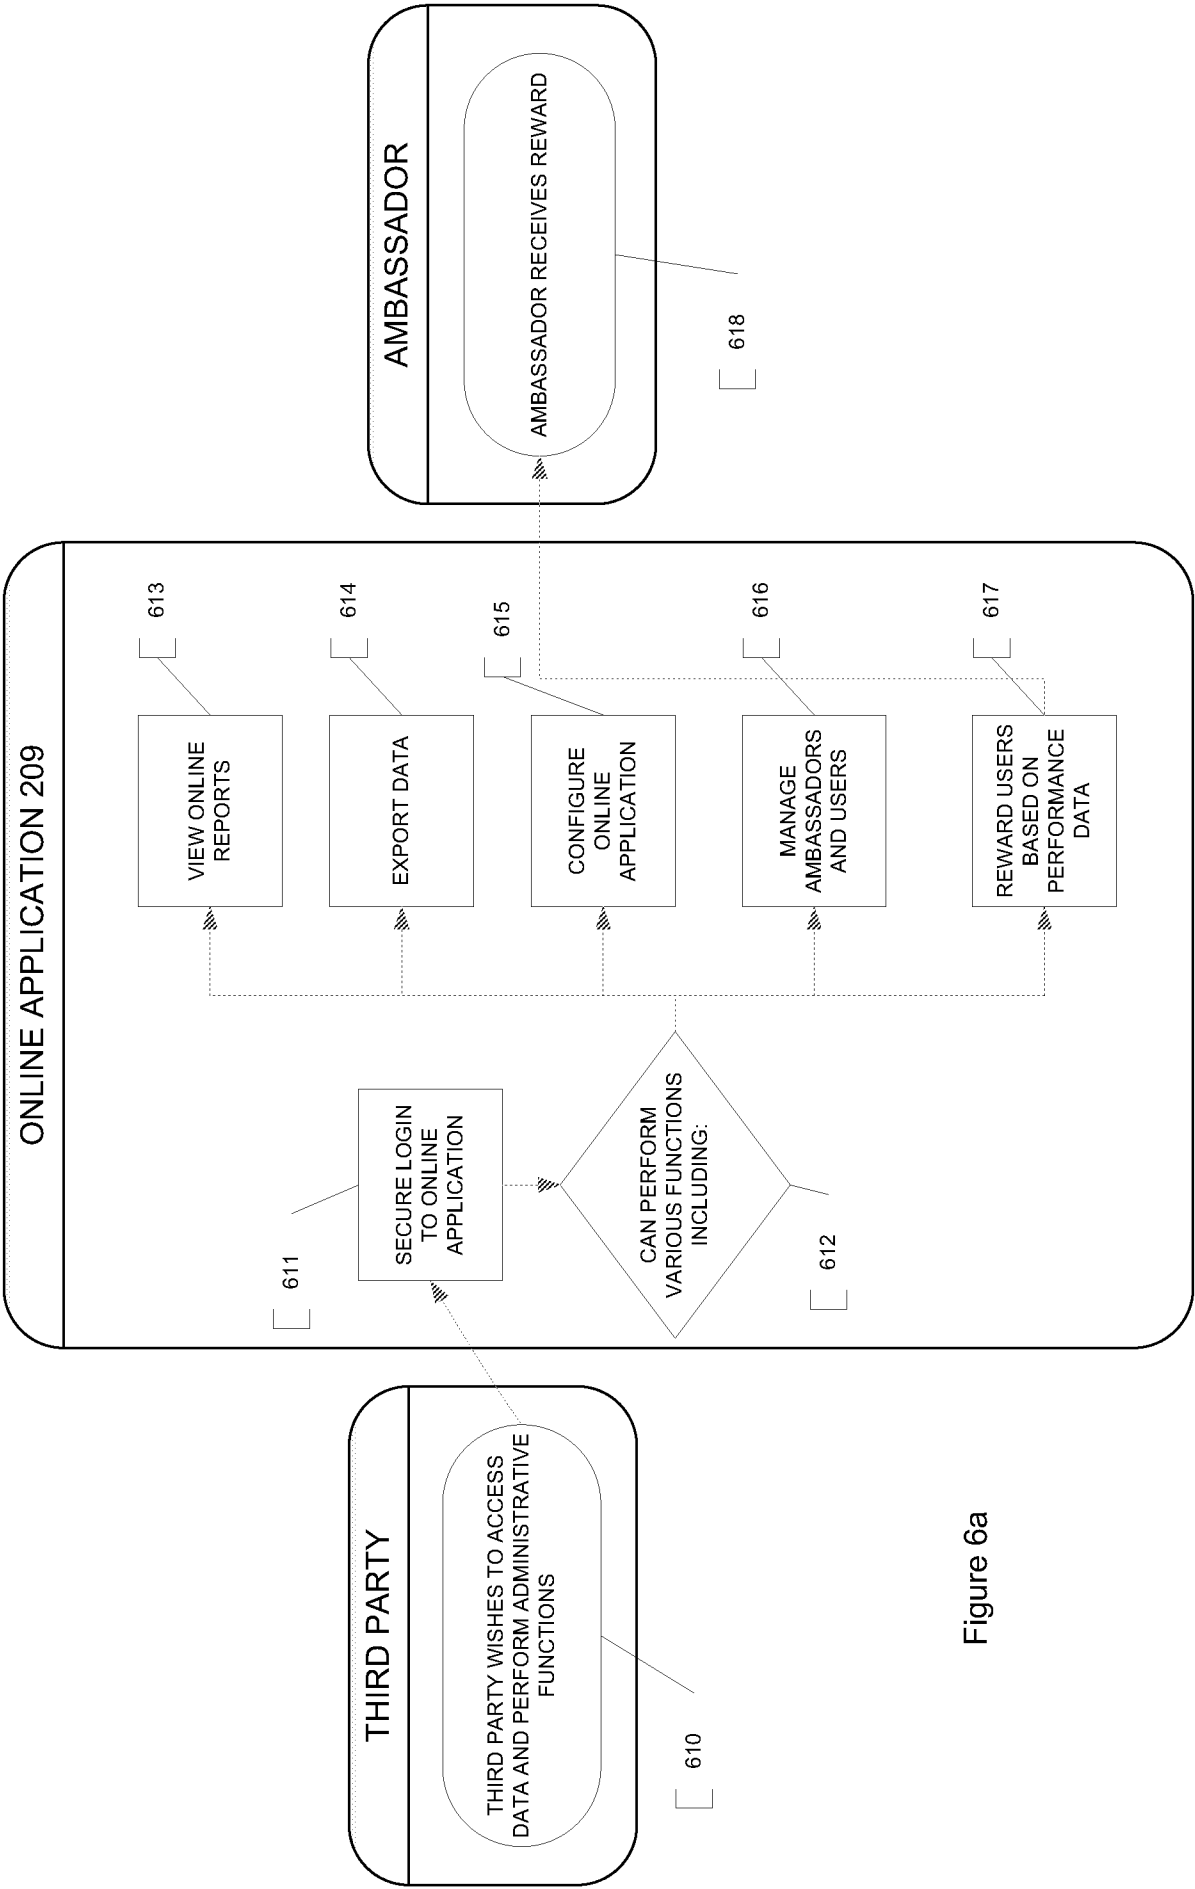 ONLINE APPLICATION 209
THIRD PARTY
THIRD PARTY WISHES TO ACCESS
DATA AND PERFORM ADMINISTRATIVE
FUNCTIONS
610
611
SECURE LOGIN
TO ONLINE
APPLICATION
CAN PERFORM
VARIOUS FUNCTIONS
INCLUDING:
612
VIEW ONLINE
REPORTS
613
EXPORT DATA
614
CONFIGURE
ONLINE
APPLICATION
615
MANAGE
AMBASSADORS
AND USERS
616
REWARD USERS
BASED ON
PERFORMANCE
DATA
617
AMBASSADOR
AMBASSADOR RECEIVES REWARD
618
Figure 6a